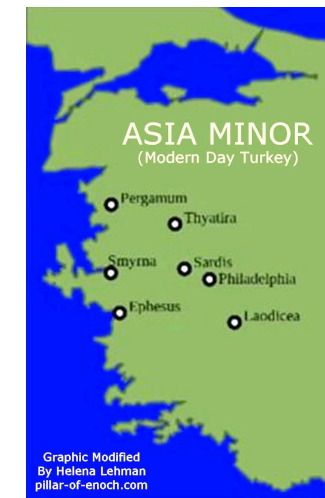 ASIA MINOR
(Modern Day Turkey)
Pergamum
Thyatira
Smyrna
Sardis
Philadelphia
Ephesus
Laodicea
Graphic Modified
By Helena Lehman
pillar-of-enoch.com